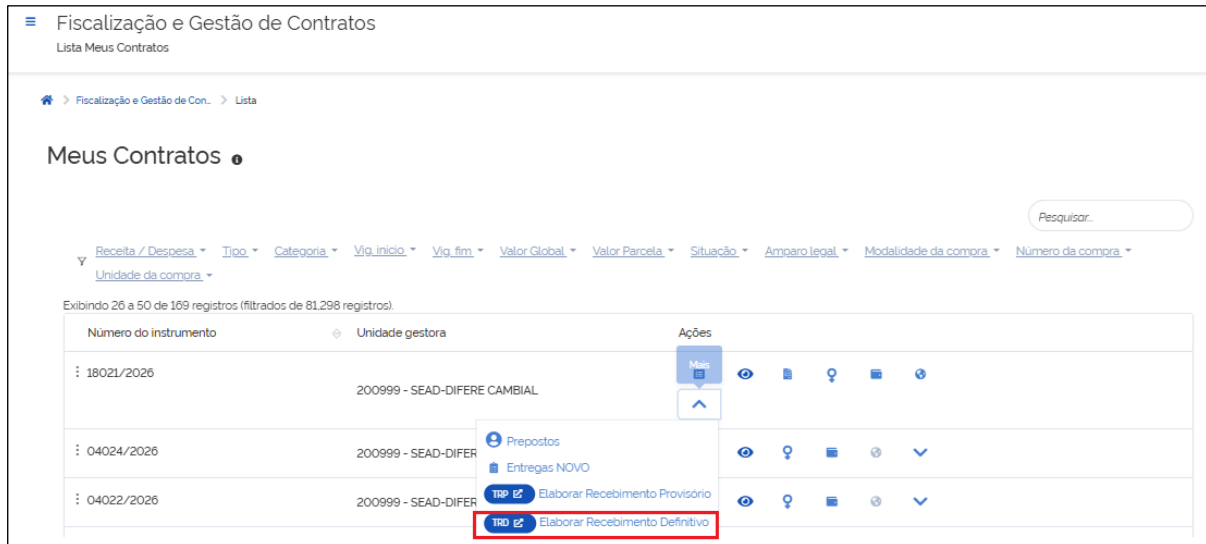 Fiscalização e Gestão de Contratos
Lista Meus Contratos
Fiscalização e Gestão de Con... > Lista
Meus Contratos
Pesquisar...
Receita / Despesa Tipo Categoria Vig. início Vig. fim Valor Global Valor Parcela Situação Amparo legal Modalidade da compra Número da compra
Unidade da compra
Exibindo 26 a 50 de 169 registros (filtrados de 81,298 registros).
Número do instrumento Unidade gestora Ações
Mais
18021/2026
200999 - SEAD-DIFERE CAMBIAL
Prepostos
04024/2026 200999 - SEAD-DIFER
Entregas NOVO
TRP Elaborar Recebimento Provisório
04022/2026 200999 - SEAD-DIFER
TRD Elaborar Recebimento Definitivo